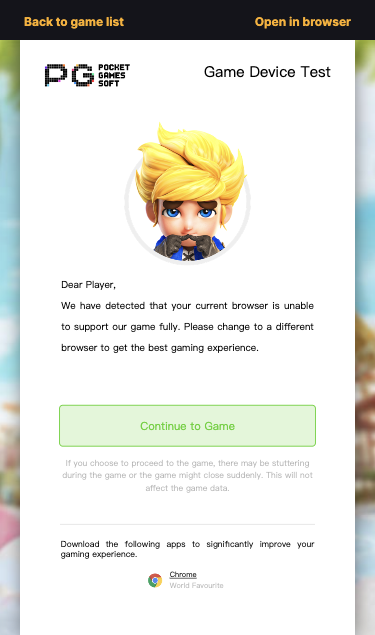 Back to game list
Open in browser
PG POCKET GAMES SOFT
Game Device Test
Dear Player,
We have detected that your current browser is unable
to support our game fully. Please change to a different
browser to get the best gaming experience.
Continue to Game
If you choose to proceed to the game, there may be stuttering
during the game or the game might close suddenly. This will not
affect the game data.
Download the following apps to significantly improve your
gaming experience.
Chrome
World Favourite